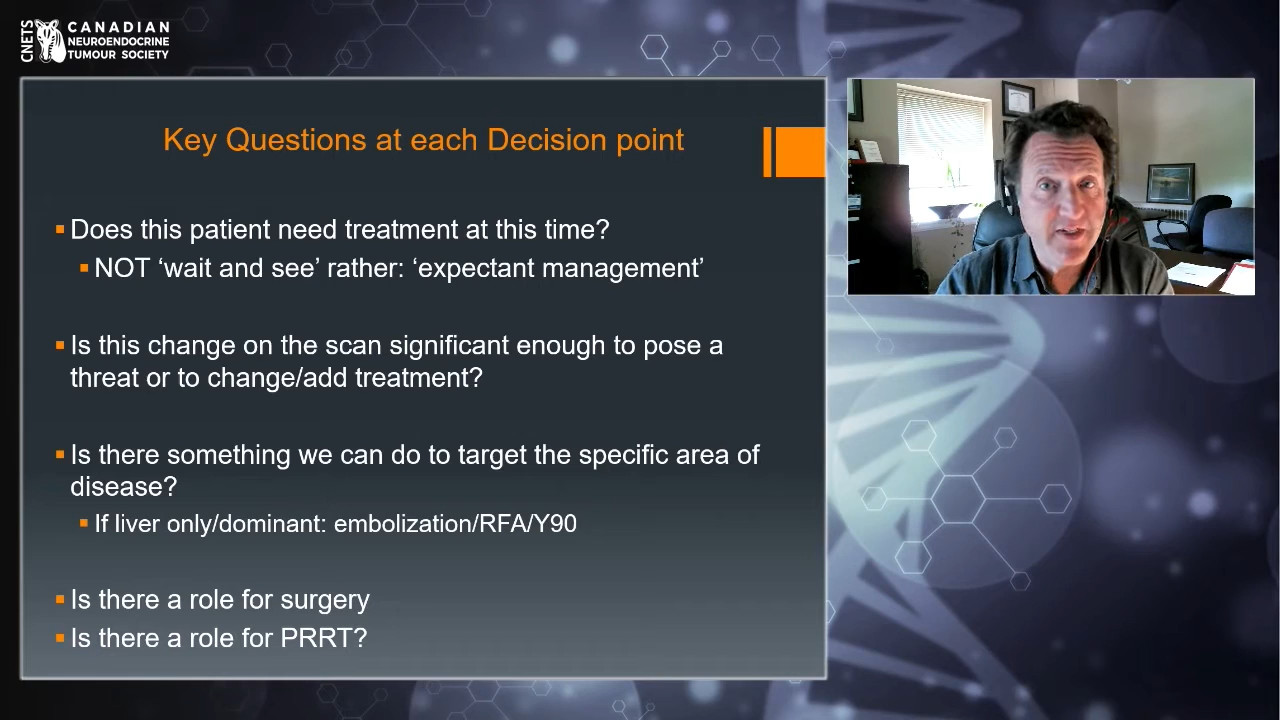 CNETS
CANADIAN
NEUROENDOCRINE
TUMOUR SOCIETY
Key Questions at each Decision point
Does this patient need treatment at this time?
NOT ‘wait and see’ rather: ‘expectant management’
Is this change on the scan significant enough to pose a
threat or to change/add treatment?
Is there something we can do to target the specific area of
disease?
If liver only/dominant: embolization/RFA/Y90
Is there a role for surgery
Is there a role for PRRT?